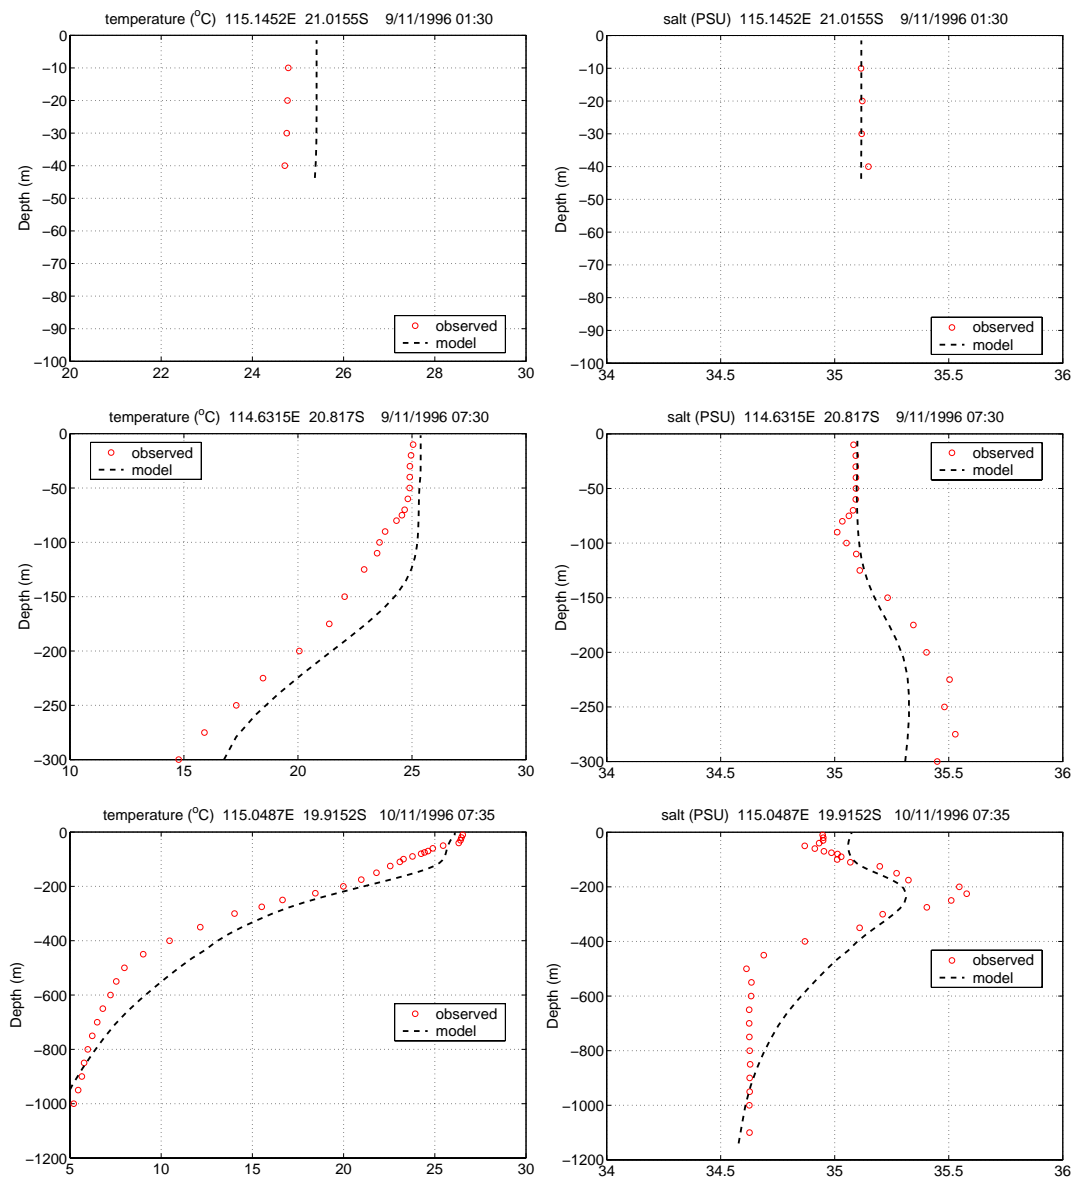 temperature (°C) 115.1452E 21.0155S 9/11/1996 01:30
0
−10
−20
−30
−40
−50
−60
−70
−80
−90
−100
Depth (m)
observed
model
20 22 24 26 28 30
salt (PSU) 115.1452E 21.0155S 9/11/1996 01:30
0
−10
−20
−30
−40
−50
−60
−70
−80
−90
−100
Depth (m)
observed
model
34 34.5 35 35.5 36
temperature (°C) 114.6315E 20.817S 9/11/1996 07:30
0
−50
−100
−150
−200
−250
−300
Depth (m)
observed
model
10 15 20 25 30
salt (PSU) 114.6315E 20.817S 9/11/1996 07:30
0
−50
−100
−150
−200
−250
−300
Depth (m)
observed
model
34 34.5 35 35.5 36
temperature (°C) 115.0487E 19.9152S 10/11/1996 07:35
0
−200
−400
−600
−800
−1000
−1200
Depth (m)
observed
model
5 10 15 20 25 30
salt (PSU) 115.0487E 19.9152S 10/11/1996 07:35
0
−200
−400
−600
−800
−1000
−1200
Depth (m)
observed
model
34 34.5 35 35.5 36